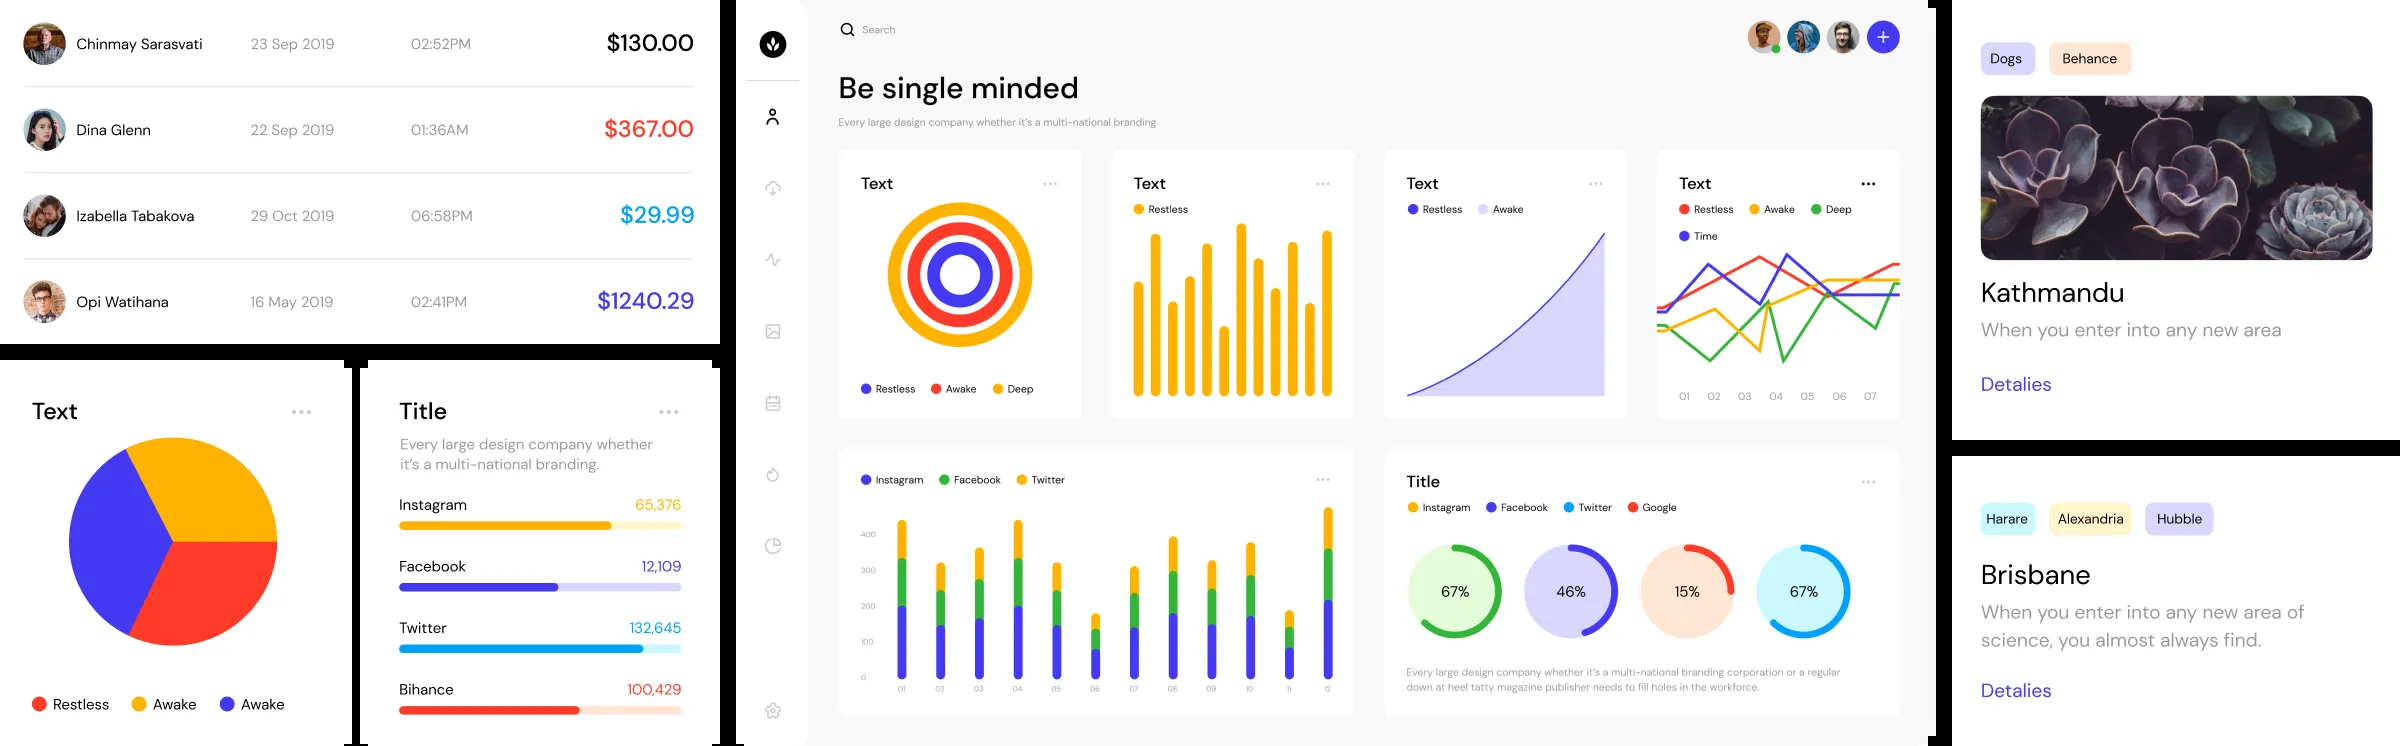 Chinmay Sarasvati 23 Sep 2019 02:52PM $130.00
Dina Glenn 22 Sep 2019 01:36AM $367.00
Izabella Tabakova 29 Oct 2019 06:58PM $29.99
Opi Watihana 16 May 2019 02:41PM $1240.29
Text
Restless Awake Awake
Title
Every large design company whether
it's a multi-national branding.
Instagram 65,376
Facebook 12,109
Twitter 132,645
Bihance 100,429
Search
Be single minded
Every large design company whether it's a multi-national branding
Text
Restless Awake Deep
Text
Restless
Text
Restless Awake
Text
Restless Awake Deep
Time
01 02 03 04 05 06 07
Instagram Facebook Twitter
400
300
200
100
0
01 02 03 04 05 06 07 08 09 10 11 12
Title
Instagram Facebook Twitter Google
67% 46% 15% 67%
Every large design company whether it's a multi-national branding corporation or a regular
down at heel tatty magazine publisher needs to fill holes in the workforce.
Dogs Behance
Kathmandu
When you enter into any new area
Detalies
Harare Alexandria Hubble
Brisbane
When you enter into any new area of
science, you almost always find.
Detalies